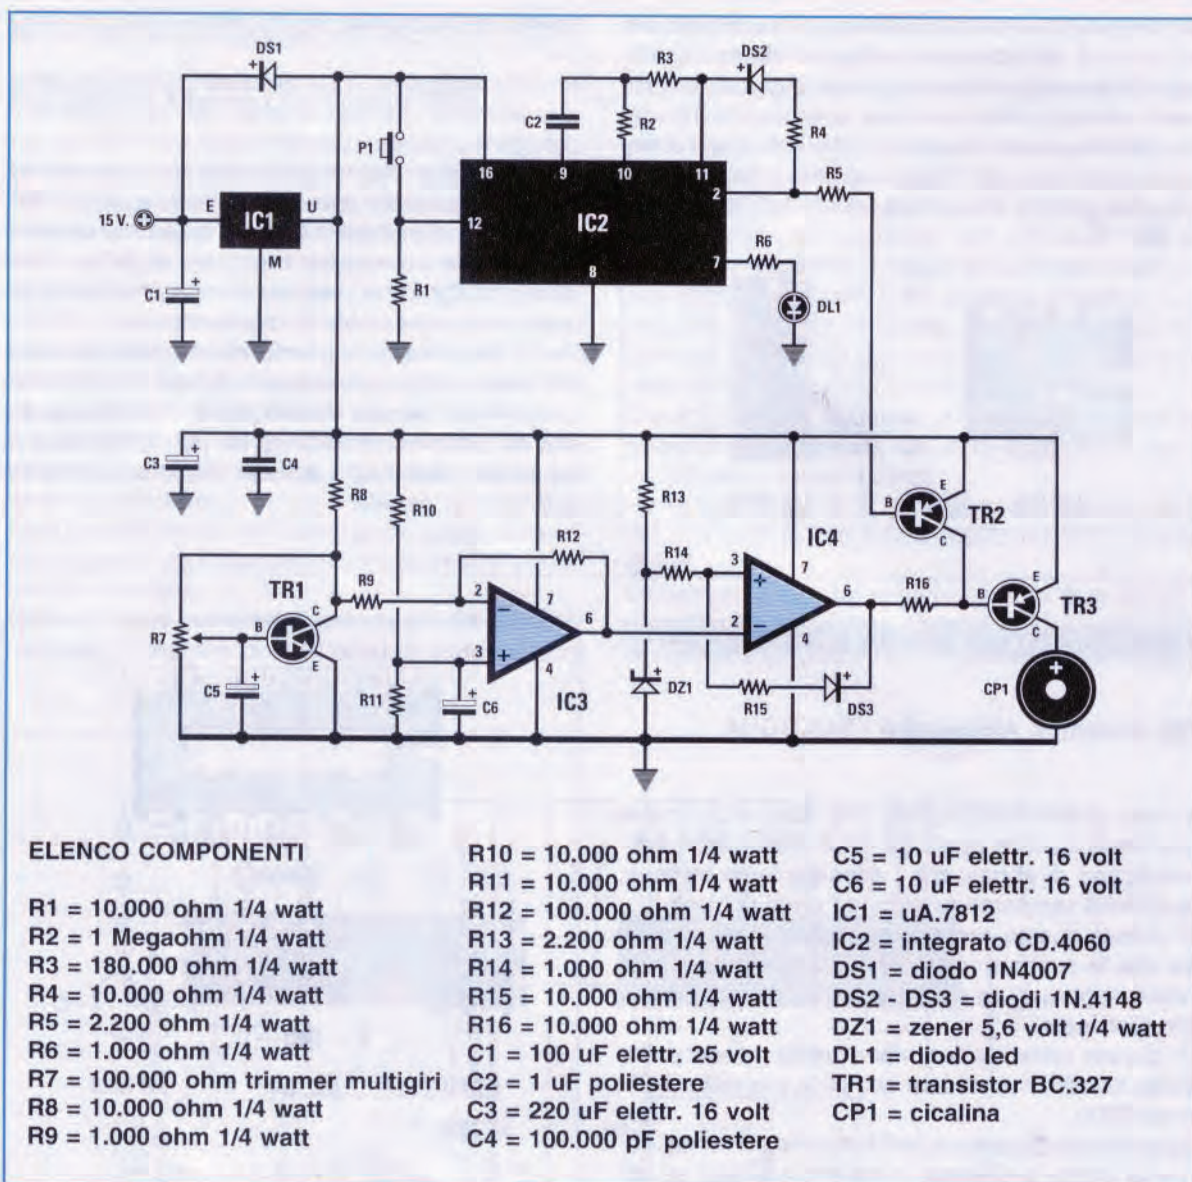 DS1
DS2
R3
C2
R2
R4
P1
16
9
10
11
2
R5
15 V.
E
IC1
U
12
IC2
R6
7
M
C1
R1
8
DL1
C3
C4
R8
R10
R13
E
B
TR2
C
R12
IC4
R14
3
7
TR1
C
R9
2
7
6
R16
B
E
TR3
R7
B
E
6
2
4
C
3
4
C5
R11
C6
IC3
DZ1
R15
DS3
CP1
ELENCO COMPONENTI
R1 = 10.000 ohm 1/4 watt
R2 = 1 Megaohm 1/4 watt
R3 = 180.000 ohm 1/4 watt
R4 = 10.000 ohm 1/4 watt
R5 = 2.200 ohm 1/4 watt
R6 = 1.000 ohm 1/4 watt
R7 = 100.000 ohm trimmer multigiri
R8 = 10.000 ohm 1/4 watt
R9 = 1.000 ohm 1/4 watt
R10 = 10.000 ohm 1/4 watt
R11 = 10.000 ohm 1/4 watt
R12 = 100.000 ohm 1/4 watt
R13 = 2.200 ohm 1/4 watt
R14 = 1.000 ohm 1/4 watt
R15 = 10.000 ohm 1/4 watt
R16 = 10.000 ohm 1/4 watt
C1 = 100 uF elettr. 25 volt
C2 = 1 uF poliestere
C3 = 220 uF elettr. 16 volt
C4 = 100.000 pF poliestere
C5 = 10 uF elettr. 16 volt
C6 = 10 uF elettr. 16 volt
IC1 = uA.7812
IC2 = integrato CD.4060
DS1 = diodo 1N4007
DS2 - DS3 = diodi 1N.4148
DZ1 = zener 5,6 volt 1/4 watt
DL1 = diodo led
TR1 = transistor BC.327
CP1 = cicalina